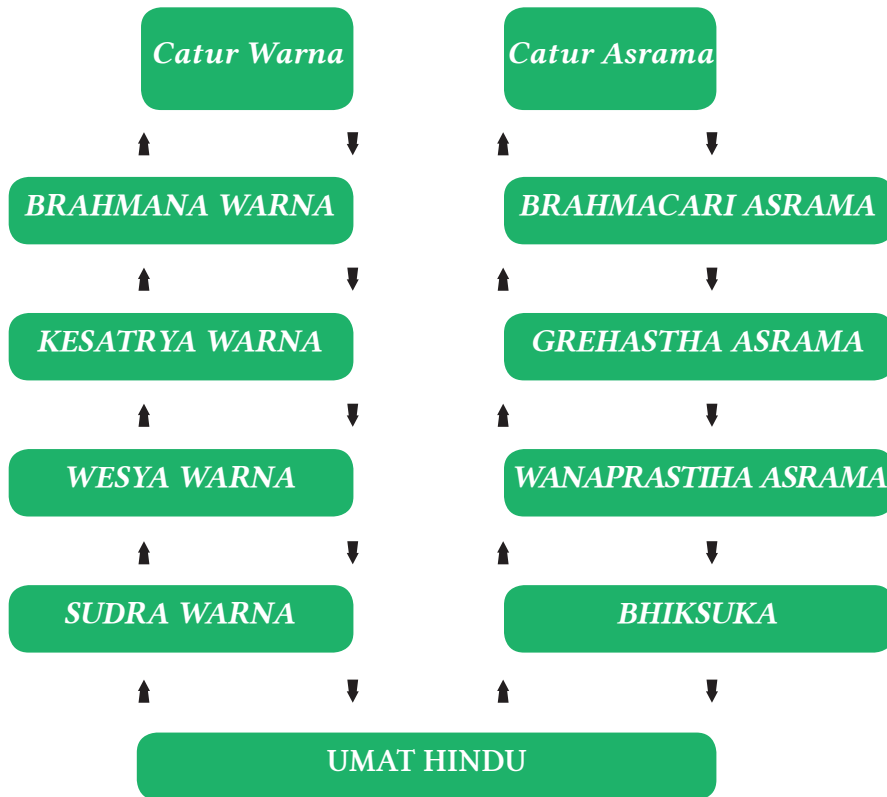 Catur Warna
Catur Asrama
BRAHMANA WARNA
BRAHMACARI ASRAMA
KESATRYA WARNA
GREHASTHA ASRAMA
WESYA WARNA
WANAPRASTIHA ASRAMA
SUDRA WARNA
BHIKSUKA
UMAT HINDU